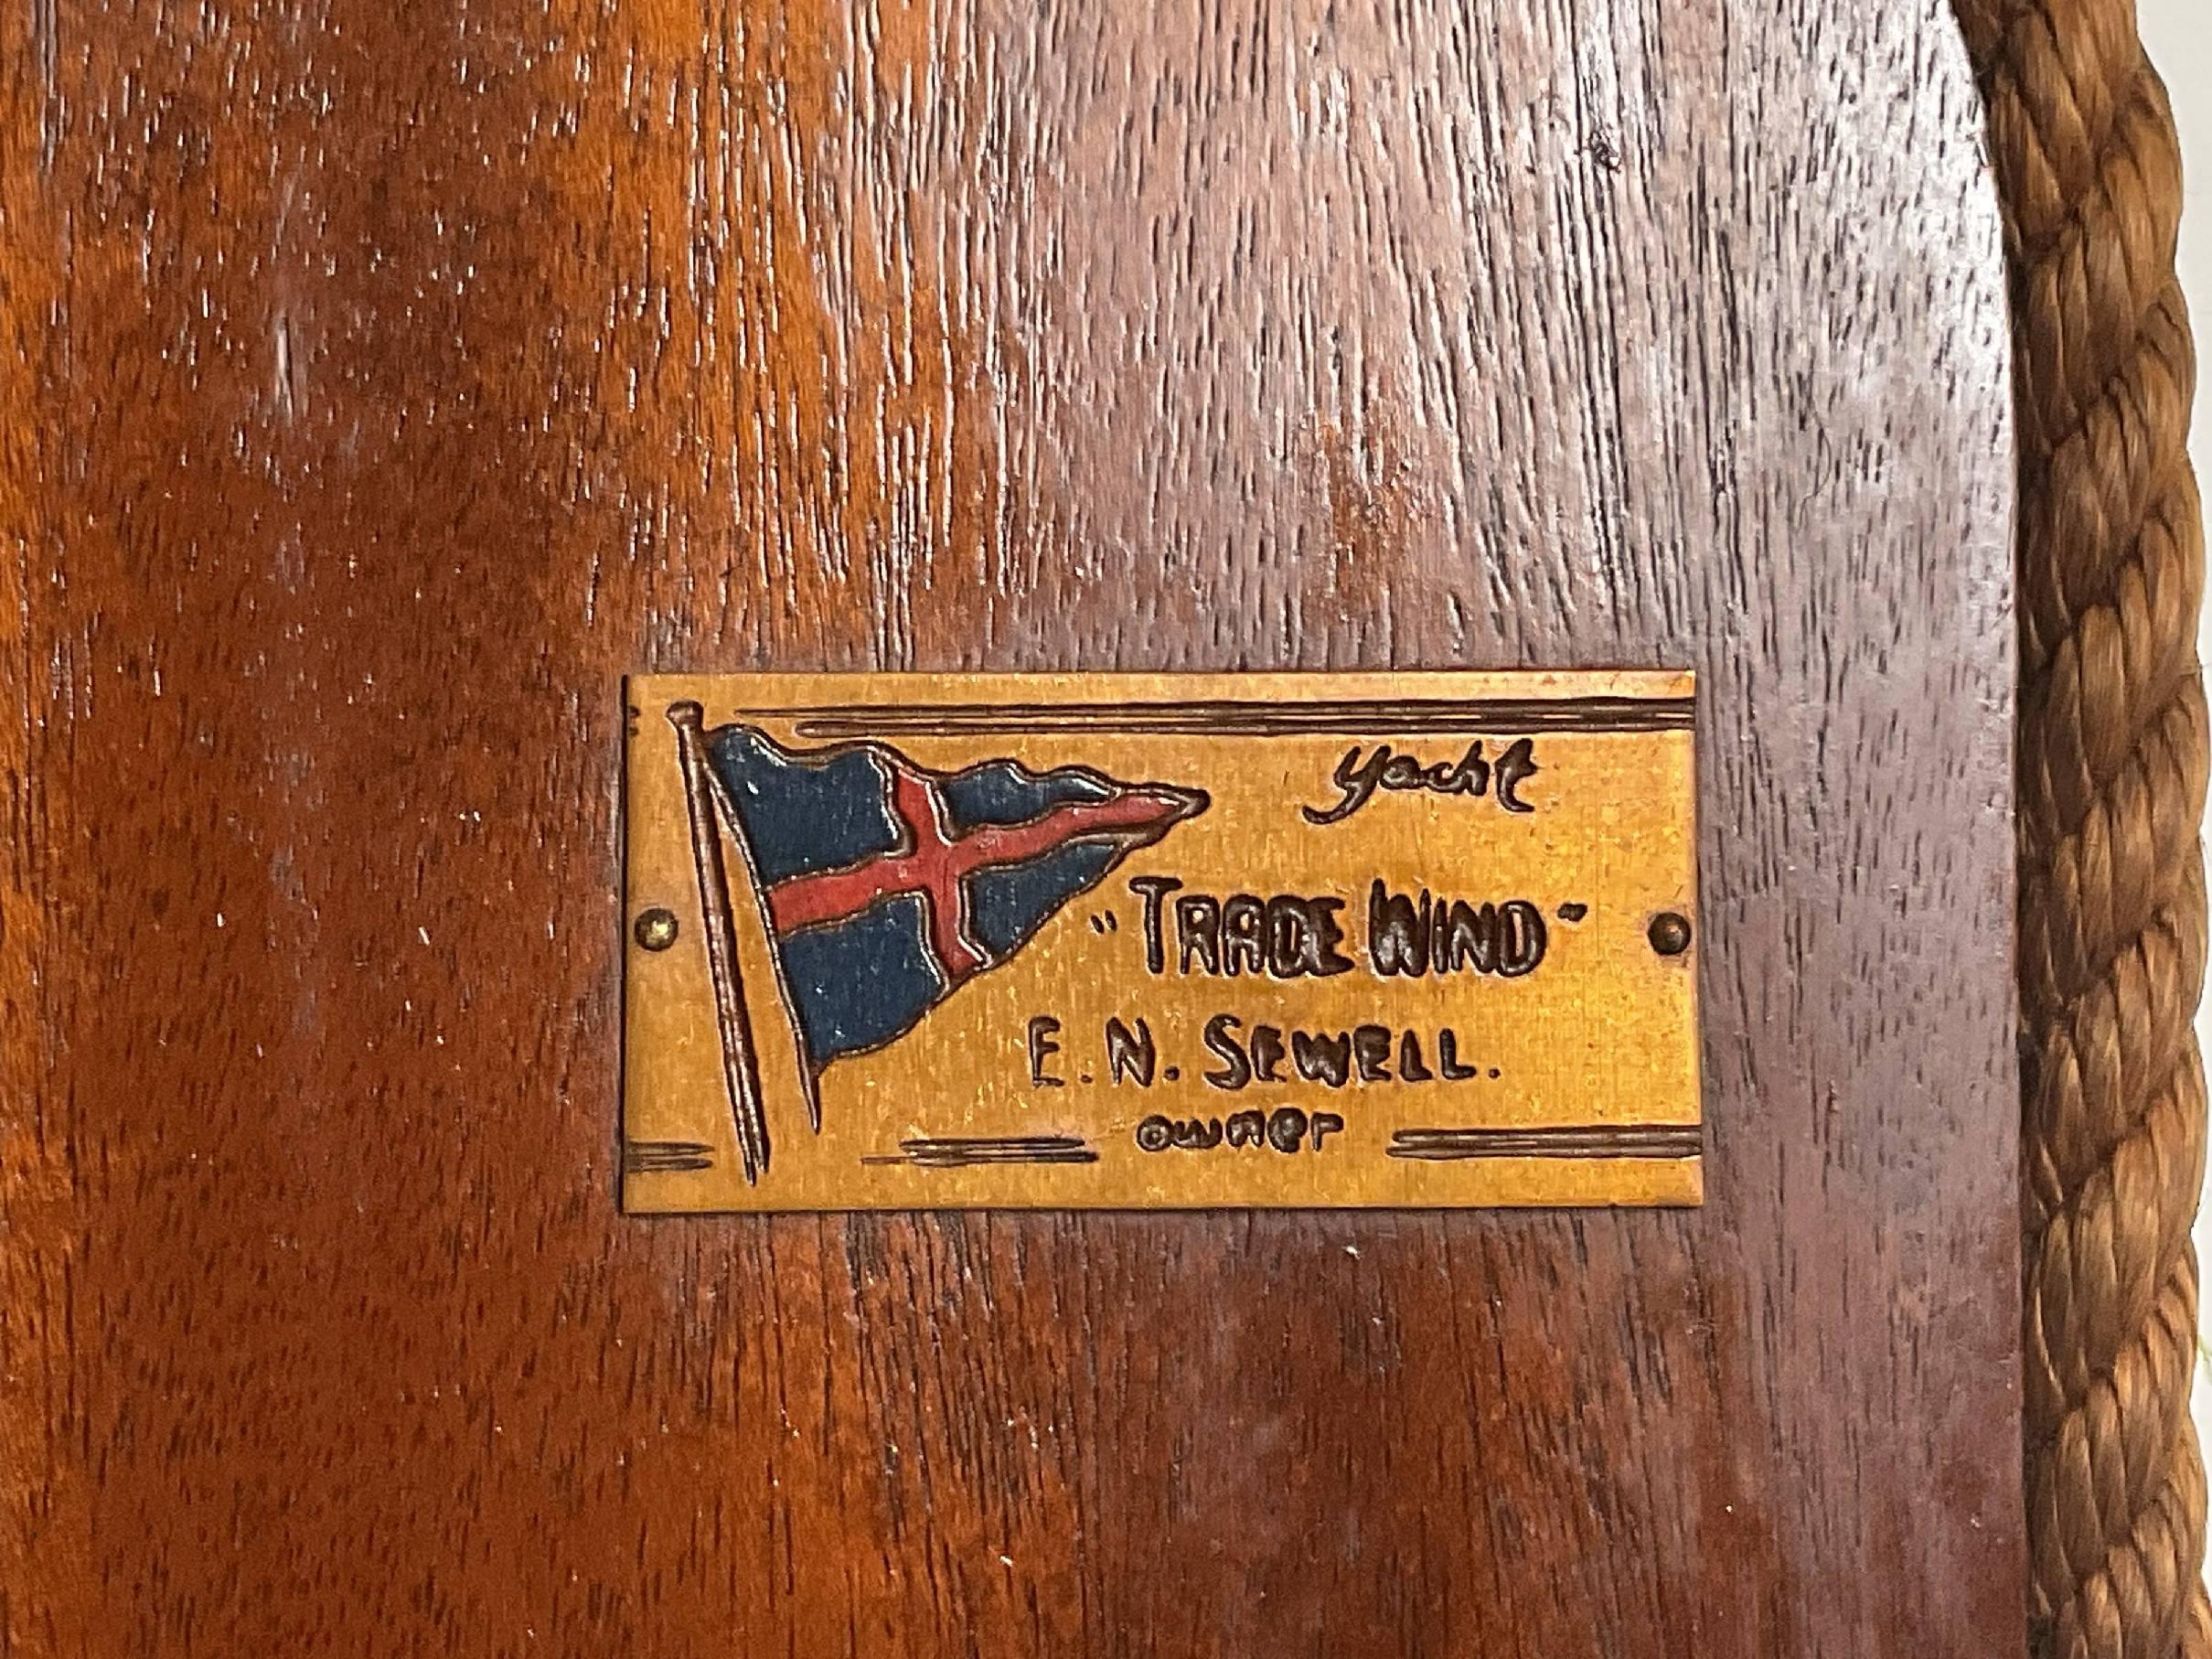 yacht
"TRADE WIND"
E. N. SEWELL.
owner